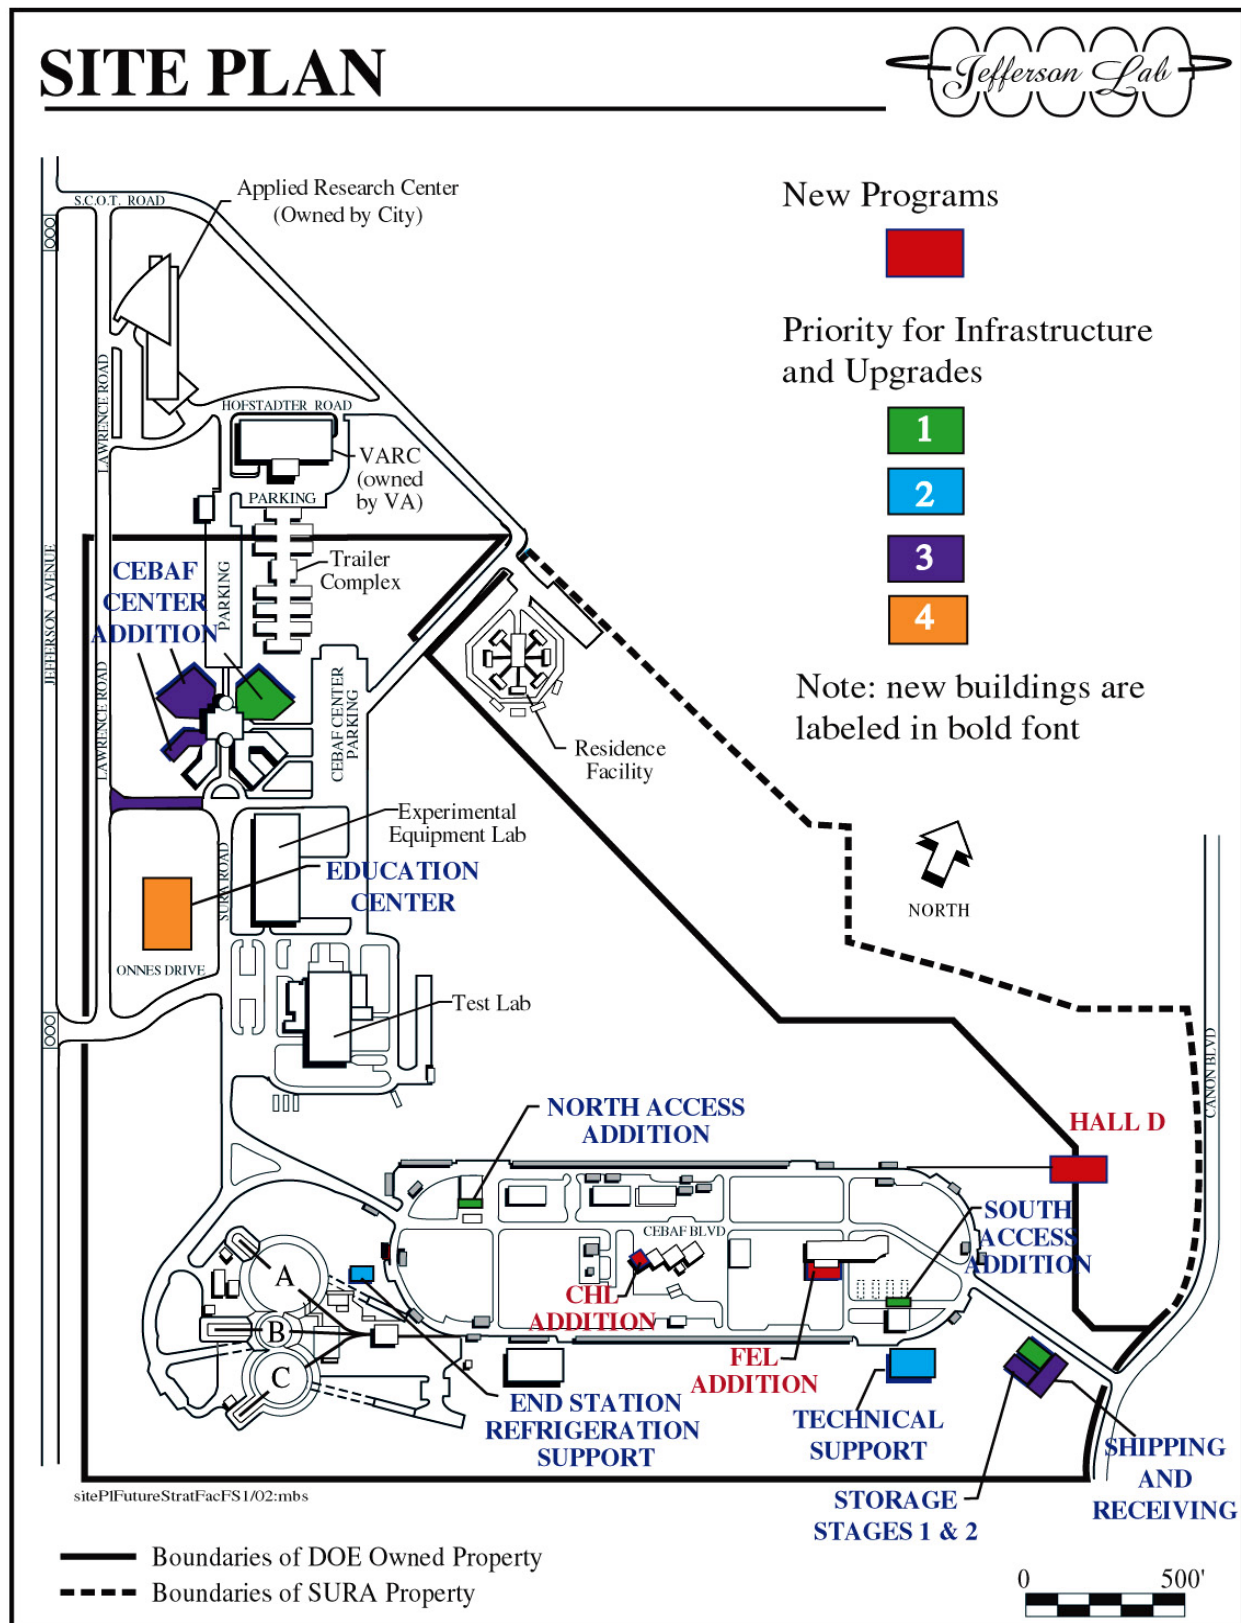 SITE PLAN
Jefferson Lab
S.C.O.T. ROAD
Applied Research Center
(Owned by City)
New Programs
Priority for Infrastructure
and Upgrades
1
2
3
4
Note: new buildings are
labeled in bold font
LAWRENCE ROAD
HOFSTADTER ROAD
VARC
(owned
by VA)
PARKING
JEFFERSON AVENUE
Trailer
Complex
CEBAF
CENTER
ADDITION
PARKING
LAWRENCE ROAD
CEBAF CENTER
PARKING
Residence
Facility
Experimental
Equipment Lab
EDUCATION
CENTER
SURA ROAD
NORTH
ONNES DRIVE
Test Lab
CANON BLVD
NORTH ACCESS
ADDITION
HALL D
SOUTH
ACCESS
ADDITION
CEBAF BLVD
A
B
C
CHL
ADDITION
FEL
ADDITION
END STATION
REFRIGERATION
SUPPORT
TECHNICAL
SUPPORT
SHIPPING
AND
RECEIVING
STORAGE
STAGES 1 & 2
sitePlFutureStratFacFS1/02:mbs
Boundaries of DOE Owned Property
Boundaries of SURA Property
0 500'